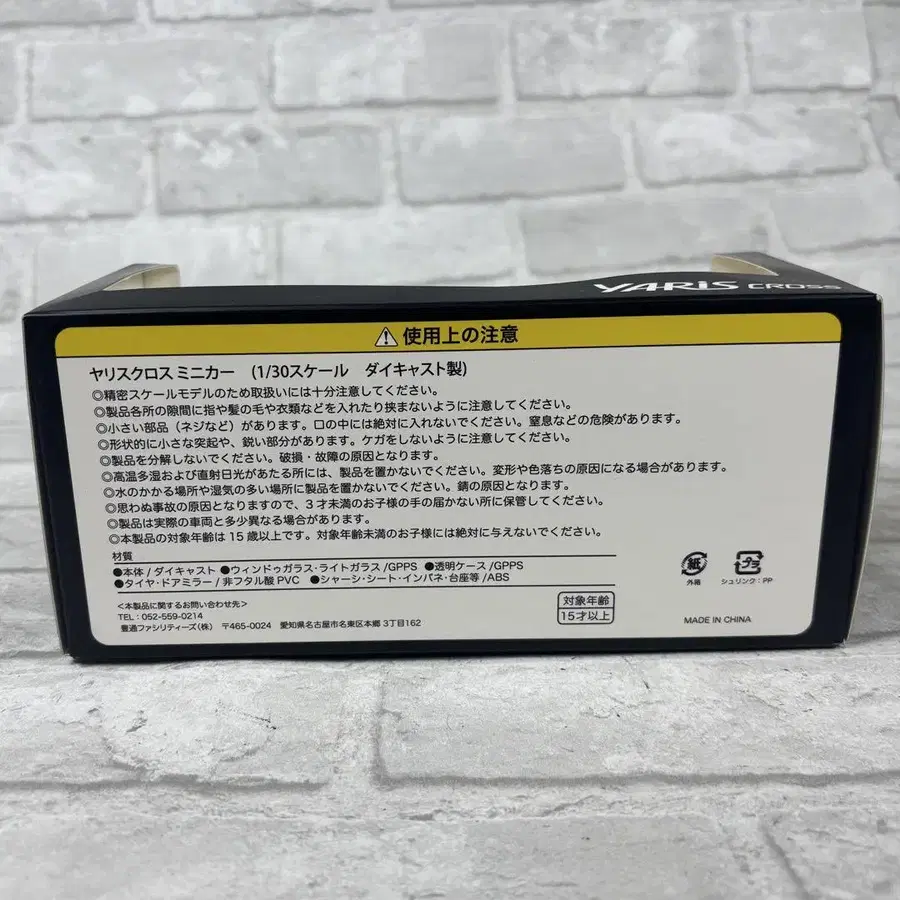 YARiS CROSS
⚠ 使用上の注意
ヤリスクロス ミニカー (1/30スケール ダイキャスト製)
◎精密スケールモデルのため取扱いには十分注意してください。
◎製品各所の隙間に指や髪の毛や衣類などを入れたり挟まないように注意してください。
◎小さい部品（ネジなど）があります。口の中には絶対に入れないでください。窒息などの危険があります。
◎形状的に小さな突起や、鋭い部分があります。ケガをしないようにしてください。
◎製品を分解しないでください。破損・故障の原因となります。
◎高温多湿および直射日光があたる所には、製品を置かないでください。変形や色落ちの原因になる場合があります。
◎水のかかる場所や湿気の多い場所に製品を置かないでください。錆の原因となります。
◎思わぬ事故の原因となりますので、3才未満のお子様の手の届かない所に保管してください。
◎製品は実際の車両と多少異なる場合があります。
◎本製品の対象年齢は15歳以上です。対象年齢未満のお子様には絶対に与えないでください。
材質
●本体/ダイキャスト ●ウィンドゥガラス・ライトガラス/GPPS ●透明ケース/GPPS
●タイヤ・ドアミラー/非フタル酸PVC ●シャーシ・シート・インパネ・台座等/ABS
<本製品に関するお問い合わせ先>
TEL：052-559-0214
豊通ファシリティーズ（株） 〒465-0024 愛知県名古屋市名東区本郷3丁目162
対象年齢
15才以上
紙
外箱
プラ
シュリンク：PP
MADE IN CHINA